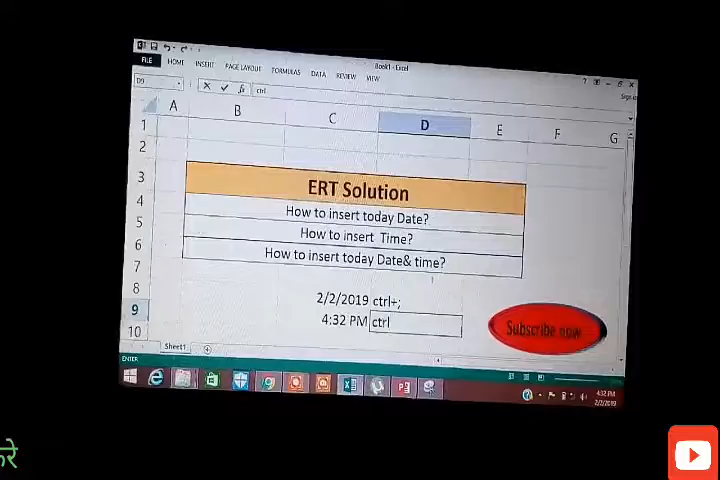 Book1 - Excel
FILE HOME INSERT PAGE LAYOUT FORMULAS DATA REVIEW VIEW
Sign in
D9 ctrl
A B C D E F G
1
2
3 ERT Solution
4 How to insert today Date?
5 How to insert Time?
6 How to insert today Date& time?
7
8 2/2/2019 ctrl+;
9 4:32 PM ctrl
10
Subscribe now
Sheet1
ENTER
4:32 PM
2/2/2019